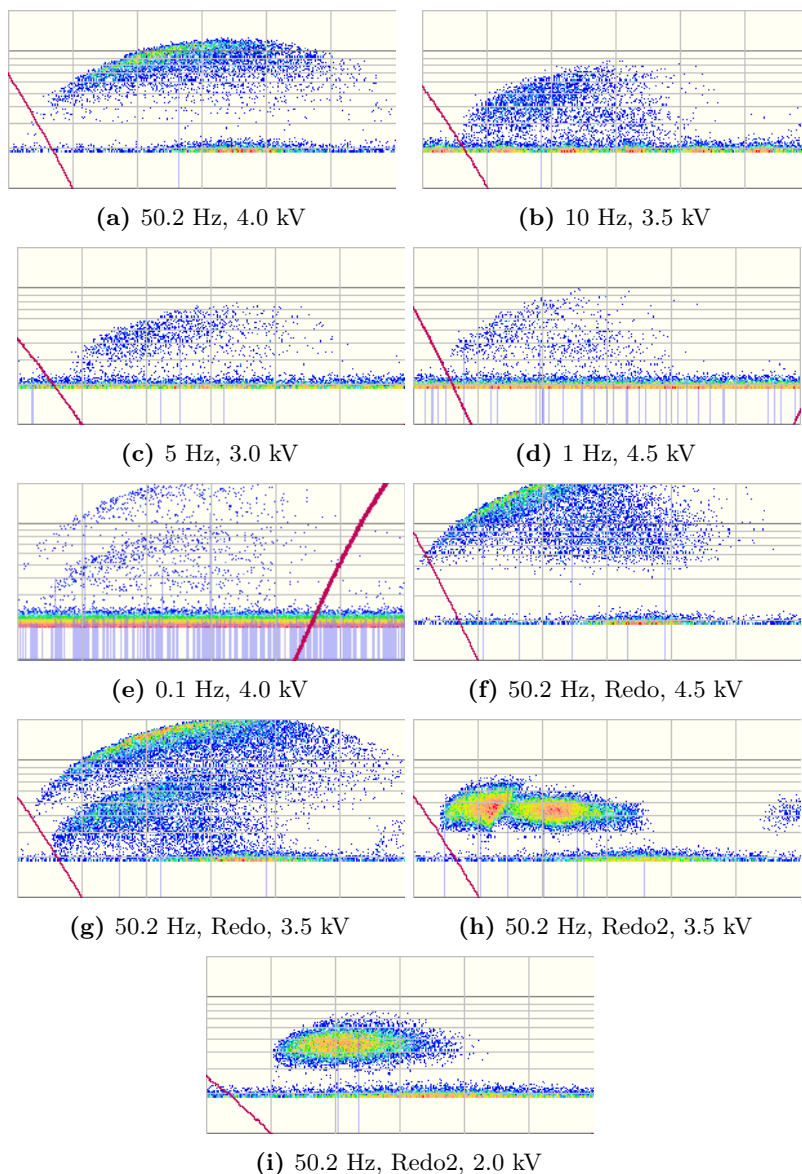 (a) 50.2 Hz, 4.0 kV
(b) 10 Hz, 3.5 kV
(c) 5 Hz, 3.0 kV
(d) 1 Hz, 4.5 kV
(e) 0.1 Hz, 4.0 kV
(f) 50.2 Hz, Redo, 4.5 kV
(g) 50.2 Hz, Redo, 3.5 kV
(h) 50.2 Hz, Redo2, 3.5 kV
(i) 50.2 Hz, Redo2, 2.0 kV